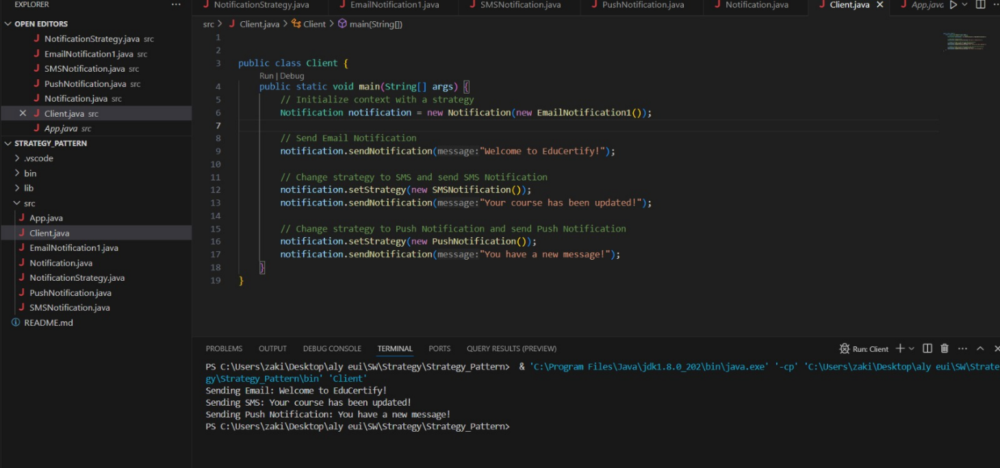 EXPLORER ...
NotificationStrategy.java EmailNotification1.java SMSNotification.java PushNotification.java Notification.java Client.java App.java
OPEN EDITORS
NotificationStrategy.java src
EmailNotification1.java src
SMSNotification.java src
PushNotification.java src
Notification.java src
Client.java src
App.java src
STRATEGY_PATTERN
.vscode
bin
lib
src
App.java
Client.java
EmailNotification1.java
Notification.java
NotificationStrategy.java
PushNotification.java
SMSNotification.java
README.md
src > Client.java > Client > main(String[])
1
2
3 public class Client {
Run | Debug
4 public static void main(String[] args) {
5 // Initialize context with a strategy
6 Notification notification = new Notification(new EmailNotification1());
7
8 // Send Email Notification
9 notification.sendNotification(message:"Welcome to EduCertify!");
10
11 // Change strategy to SMS and send SMS Notification
12 notification.setStrategy(new SMSNotification());
13 notification.sendNotification(message:"Your course has been updated!");
14
15 // Change strategy to Push Notification and send Push Notification
16 notification.setStrategy(new PushNotification());
17 notification.sendNotification(message:"You have a new message!");
18 }
19 }
PROBLEMS OUTPUT DEBUG CONSOLE TERMINAL PORTS QUERY RESULTS (PREVIEW) Run: Client
PS C:\Users\zaki\Desktop\aly eui\SW\Strategy\Strategy_Pattern> & 'C:\Program Files\Java\jdk1.8.0_202\bin\java.exe' '-cp' 'C:\Users\zaki\Desktop\aly eui\SW\Strate
gy\Strategy_Pattern\bin' 'Client'
Sending Email: Welcome to EduCertify!
Sending SMS: Your course has been updated!
Sending Push Notification: You have a new message!
PS C:\Users\zaki\Desktop\aly eui\SW\Strategy\Strategy_Pattern>